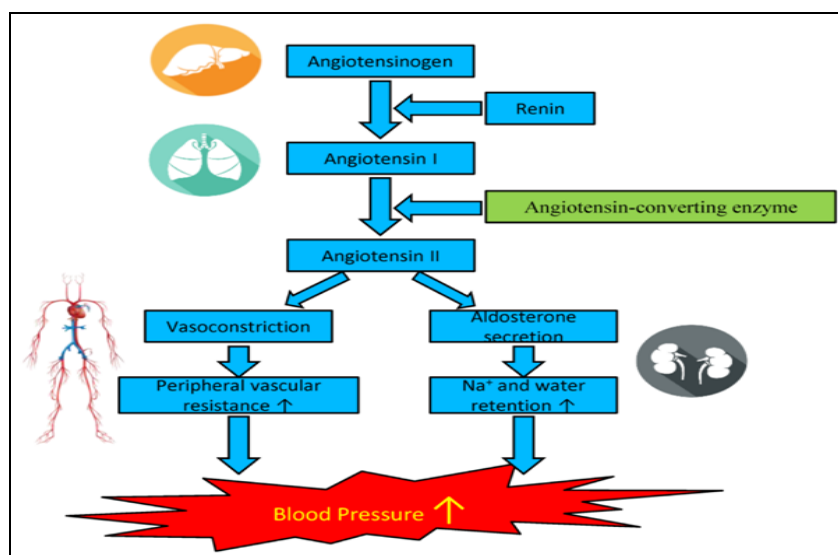 Angiotensinogen
Renin
Angiotensin I
Angiotensin-converting enzyme
Angiotensin II
Vasoconstriction
Aldosterone
secretion
Peripheral vascular
resistance ↑
Na⁺ and water
retention ↑
Blood Pressure ↑